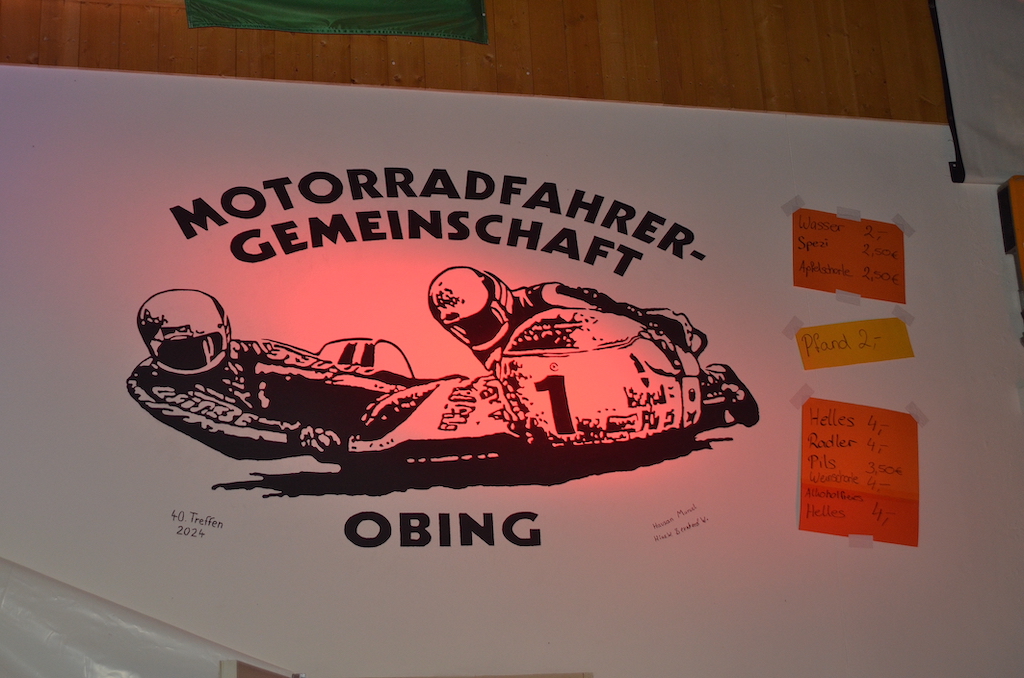 MOTORRADFAHRER-
GEMEINSCHAFT
1
OBING
40. Treffen
2024
Wasser 2,-
Spezi 2,50€
Apfelschorle 2,50€
Pfand 2,-
Helles 4,-
Radler 4,-
Pils 3,50€
Weinschorle 4,-
Alkoholfreies
Helles 4,-